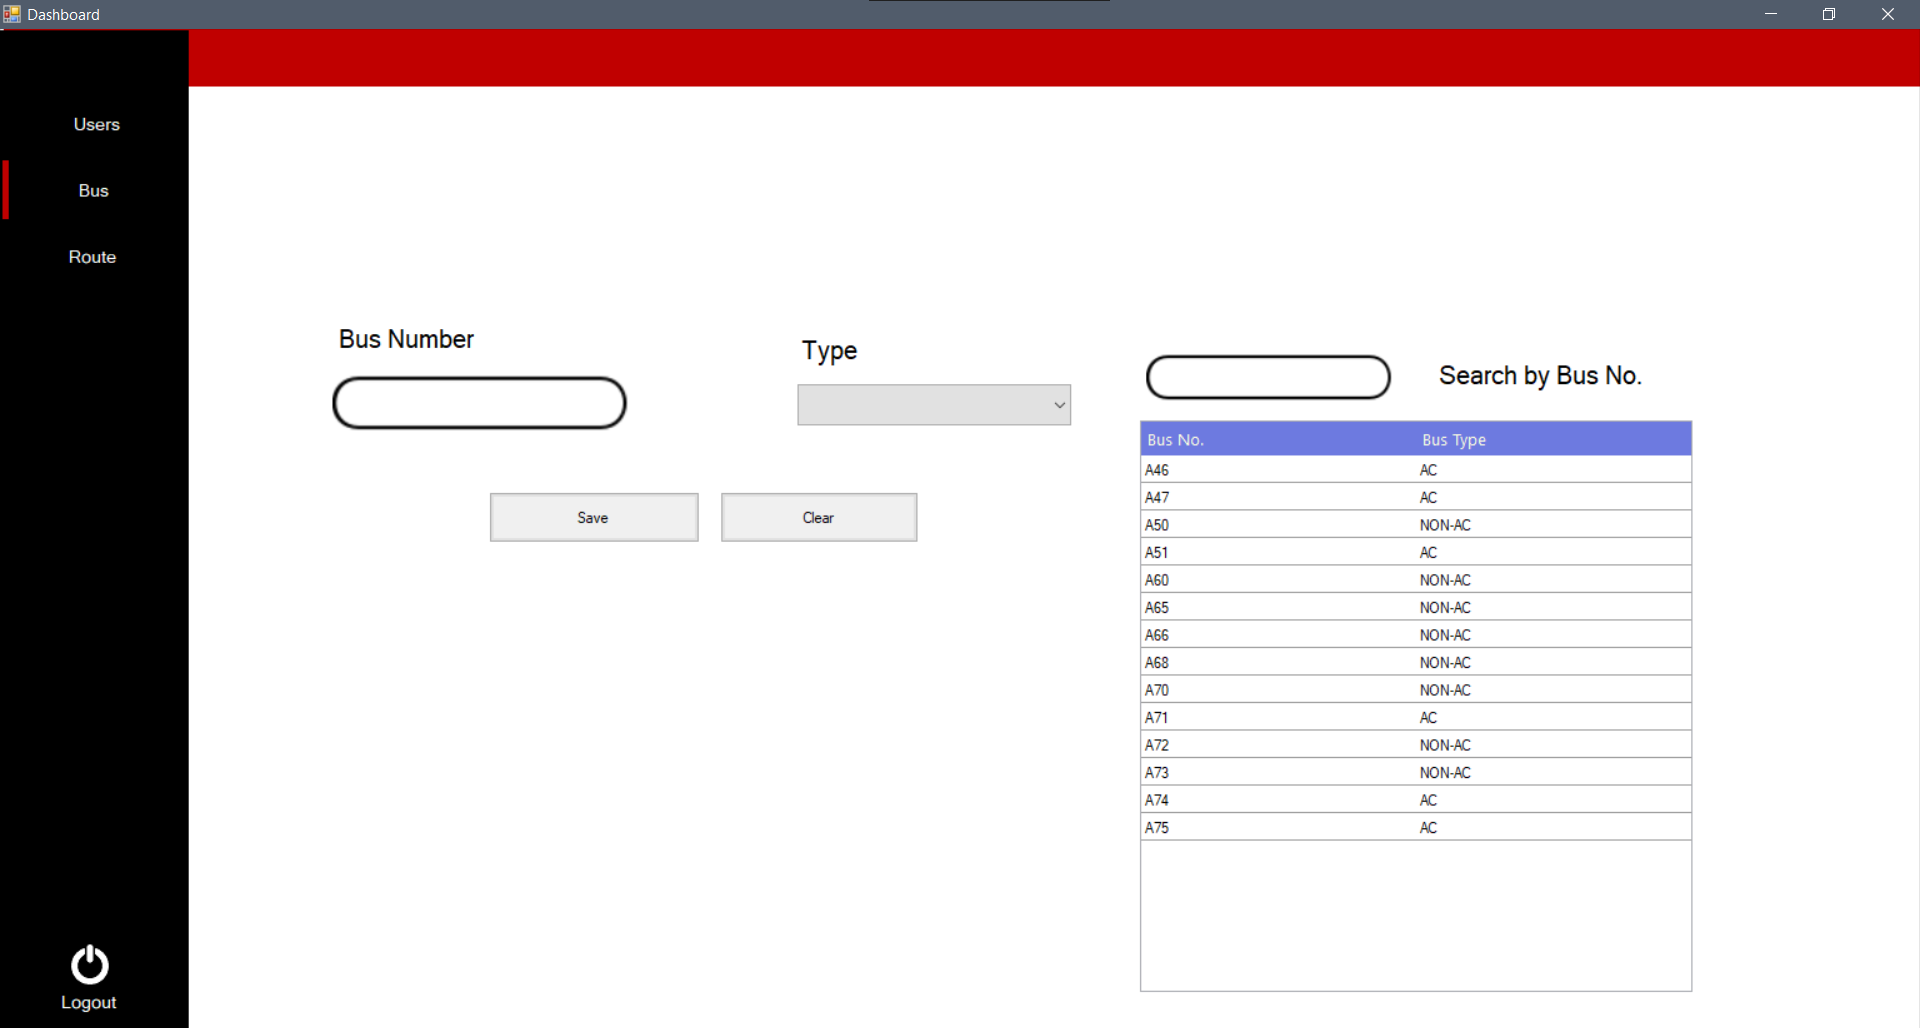 Dashboard
Users
Bus
Route
Logout
Bus Number
Type
Save
Clear
Search by Bus No.
Bus No. Bus Type
A46 AC
A47 AC
A50 NON-AC
A51 AC
A60 NON-AC
A65 NON-AC
A66 NON-AC
A68 NON-AC
A70 NON-AC
A71 AC
A72 NON-AC
A73 NON-AC
A74 AC
A75 AC